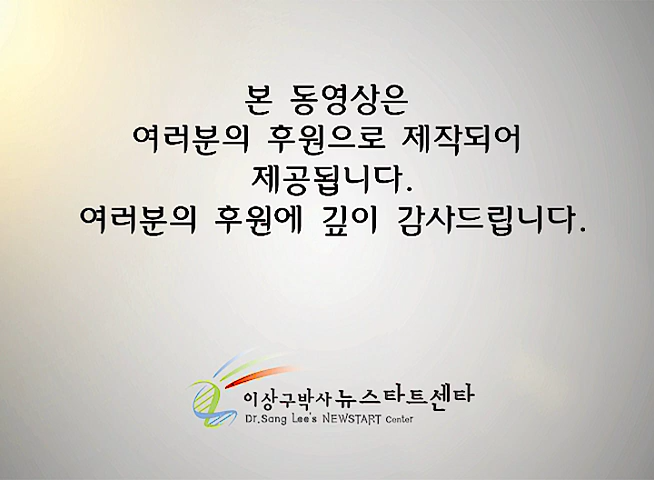 본 동영상은
여러분의 후원으로 제작되어
제공됩니다.
여러분의 후원에 깊이 감사드립니다.
이상구박사 뉴스타트센타
Dr.Sang Lee's NEWSTART Center